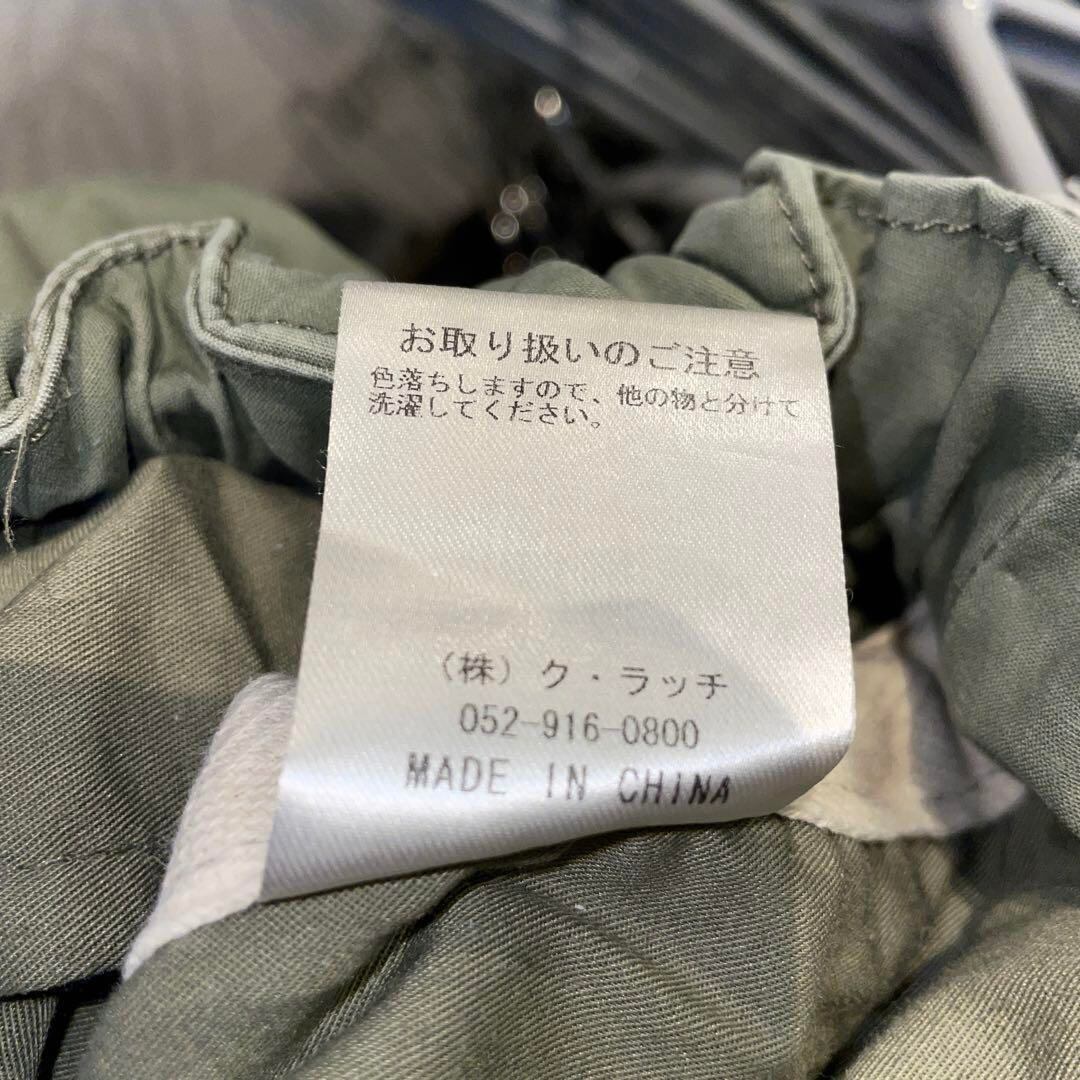 お取り扱いのご注意
色落ちしますので、他の物と分けて
洗濯してください。
(株)ク・ラッチ
052-916-0800
MADE IN CHINA